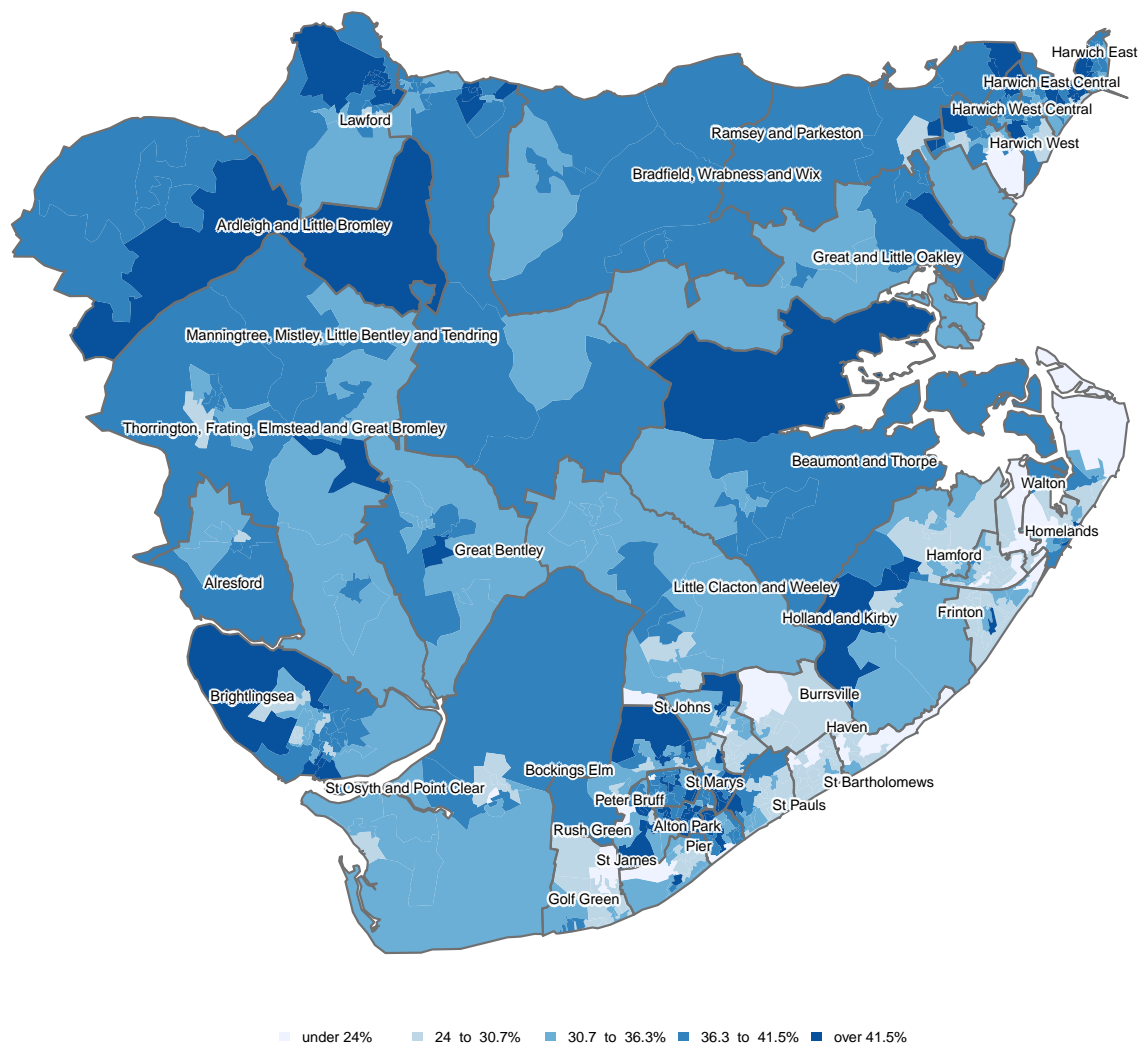 Harwich East
Harwich East Central
Harwich West Central
Lawford
Ramsey and Parkeston
Harwich West
Bradfield, Wrabness and Wix
Ardleigh and Little Bromley
Great and Little Oakley
Manningtree, Mistley, Little Bentley and Tendring
Thorrington, Frating, Elmstead and Great Bromley
Beaumont and Thorpe
Walton
Homelands
Great Bentley
Hamford
Alresford
Little Clacton and Weeley
Frinton
Holland and Kirby
Brightlingsea
Burrsville
St Johns
Haven
Bockings Elm
St Marys
St Bartholomews
St Osyth and Point Clear
Peter Bruff
St Pauls
Alton Park
Rush Green
Pier
St James
Golf Green
under 24% 24 to 30.7% 30.7 to 36.3% 36.3 to 41.5% over 41.5%